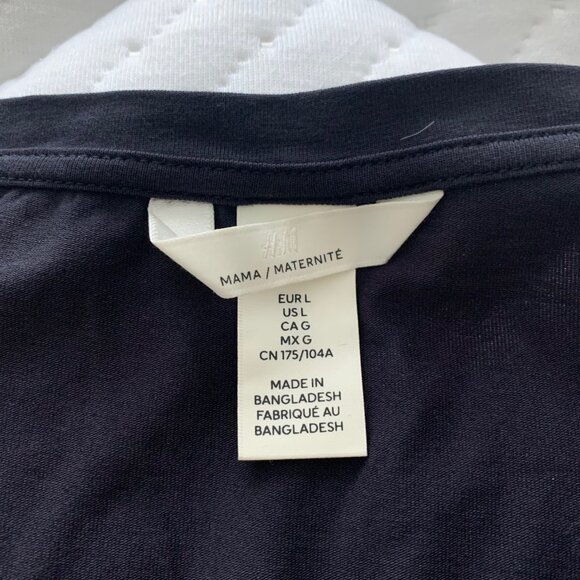 H&M
MAMA / MATERNITÉ
EUR L
US L
CA G
MX G
CN 175/104A
MADE IN
BANGLADESH
FABRIQUÉ AU
BANGLADESH